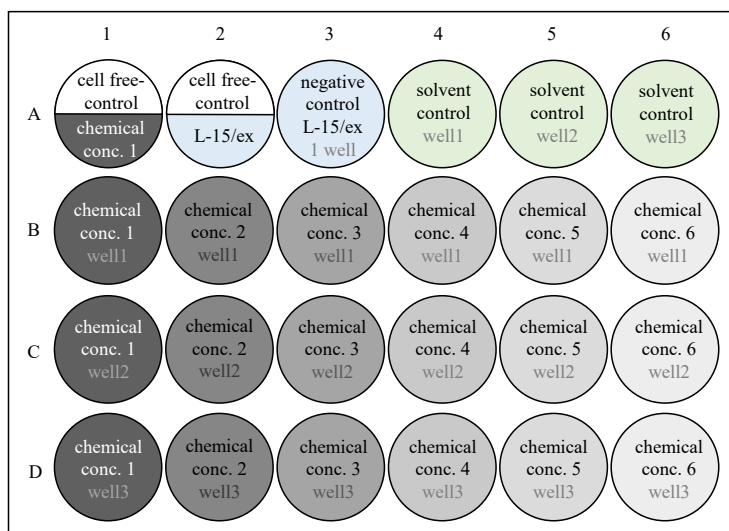 1 2 3 4 5 6
A
cell free-
control
chemical
conc. 1
cell free-
control
L-15/ex
negative
control
L-15/ex
1 well
solvent
control
well1
solvent
control
well2
solvent
control
well3
B
chemical
conc. 1
well1
chemical
conc. 2
well1
chemical
conc. 3
well1
chemical
conc. 4
well1
chemical
conc. 5
well1
chemical
conc. 6
well1
C
chemical
conc. 1
well2
chemical
conc. 2
well2
chemical
conc. 3
well2
chemical
conc. 4
well2
chemical
conc. 5
well2
chemical
conc. 6
well2
D
chemical
conc. 1
well3
chemical
conc. 2
well3
chemical
conc. 3
well3
chemical
conc. 4
well3
chemical
conc. 5
well3
chemical
conc. 6
well3